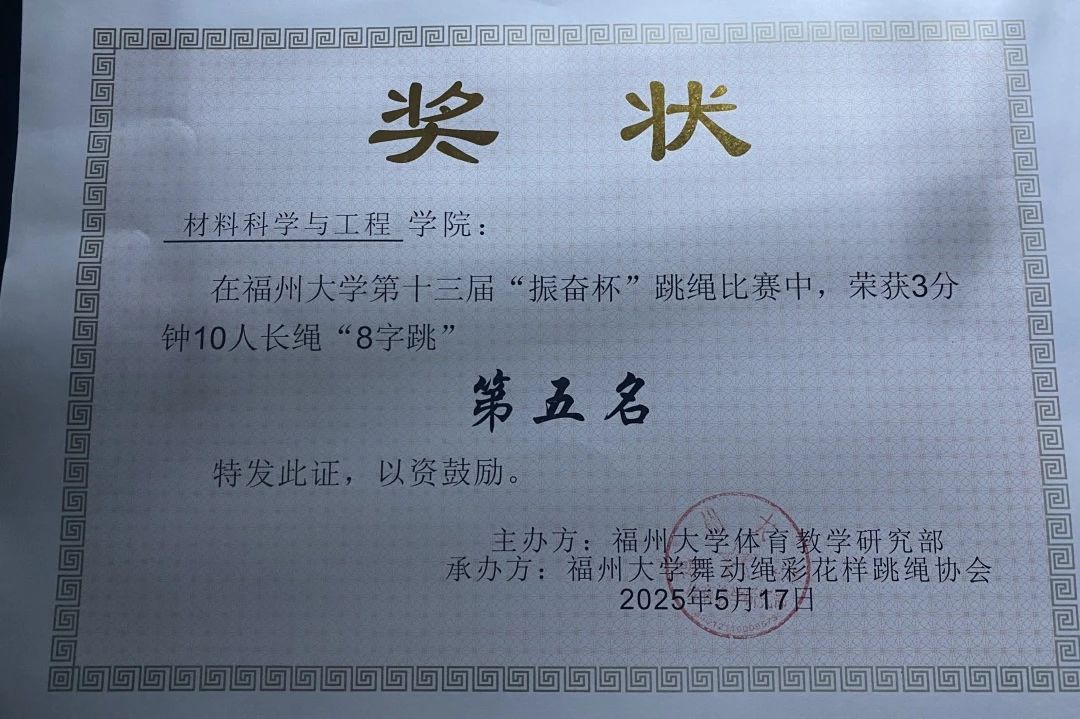 奖状
材料科学与工程 学院：
在福州大学第十三届“振奋杯”跳绳比赛中，荣获3分
钟10人长绳“8字跳”
第五名
特发此证，以资鼓励。
主办方：福州大学体育教学研究部
承办方：福州大学舞动绳彩花样跳绳协会
2025年5月17日